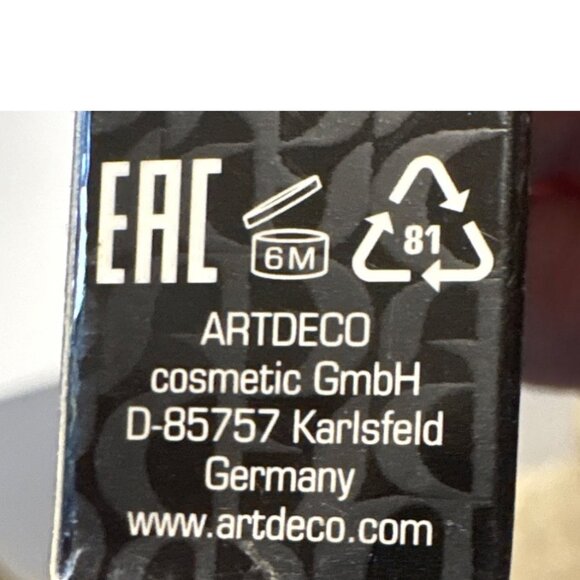 EAC 6M 81
ARTDECO
cosmetic GmbH
D-85757 Karlsfeld
Germany
www.artdeco.com